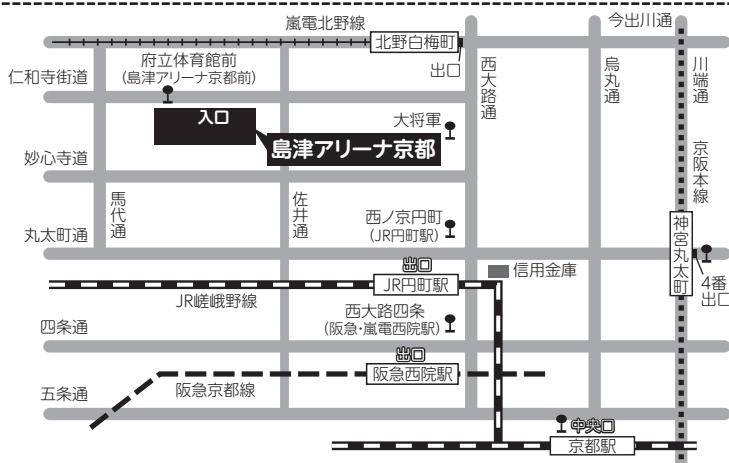 嵐電北野線
今出川通
北野白梅町
出口
仁和寺街道
府立体育館前
(島津アリーナ京都前)
西大路通
烏丸通
川端通
入口
大将軍
島津アリーナ京都
妙心寺道
京阪本線
馬代通
佐井通
西ノ京円町
(JR円町駅)
丸太町通
神宮丸太町
4番
出口
出口
JR円町駅
信用金庫
JR嵯峨野線
西大路四条
(阪急・嵐電西院駅)
四条通
出口
阪急西院駅
阪急京都線
五条通
中央口
京都駅